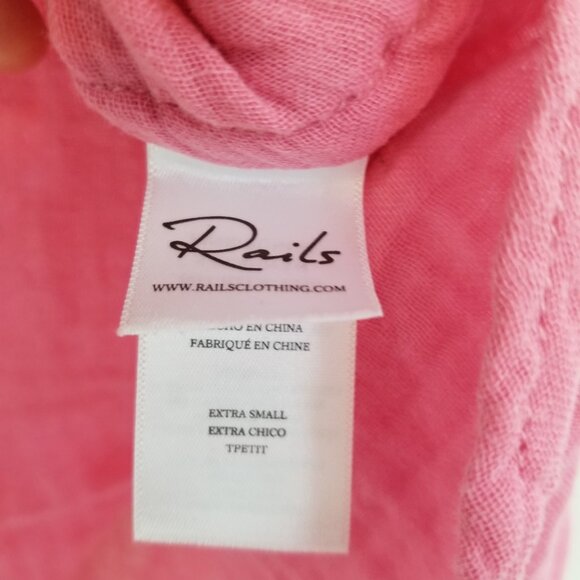 Rails
WWW.RAILSCLOTHING.COM
EN CHINA
FABRIQUÉ EN CHINE
EXTRA SMALL
EXTRA CHICO
TPETIT